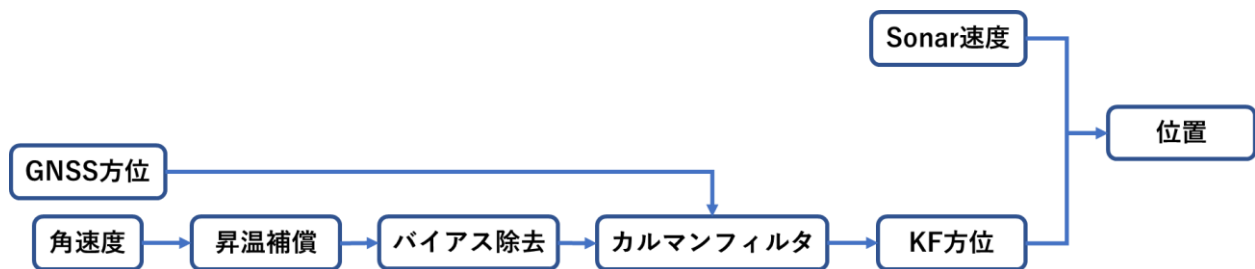 Sonar速度
位置
GNSS方位
角速度
昇温補償
バイアス除去
カルマンフィルタ
KF方位